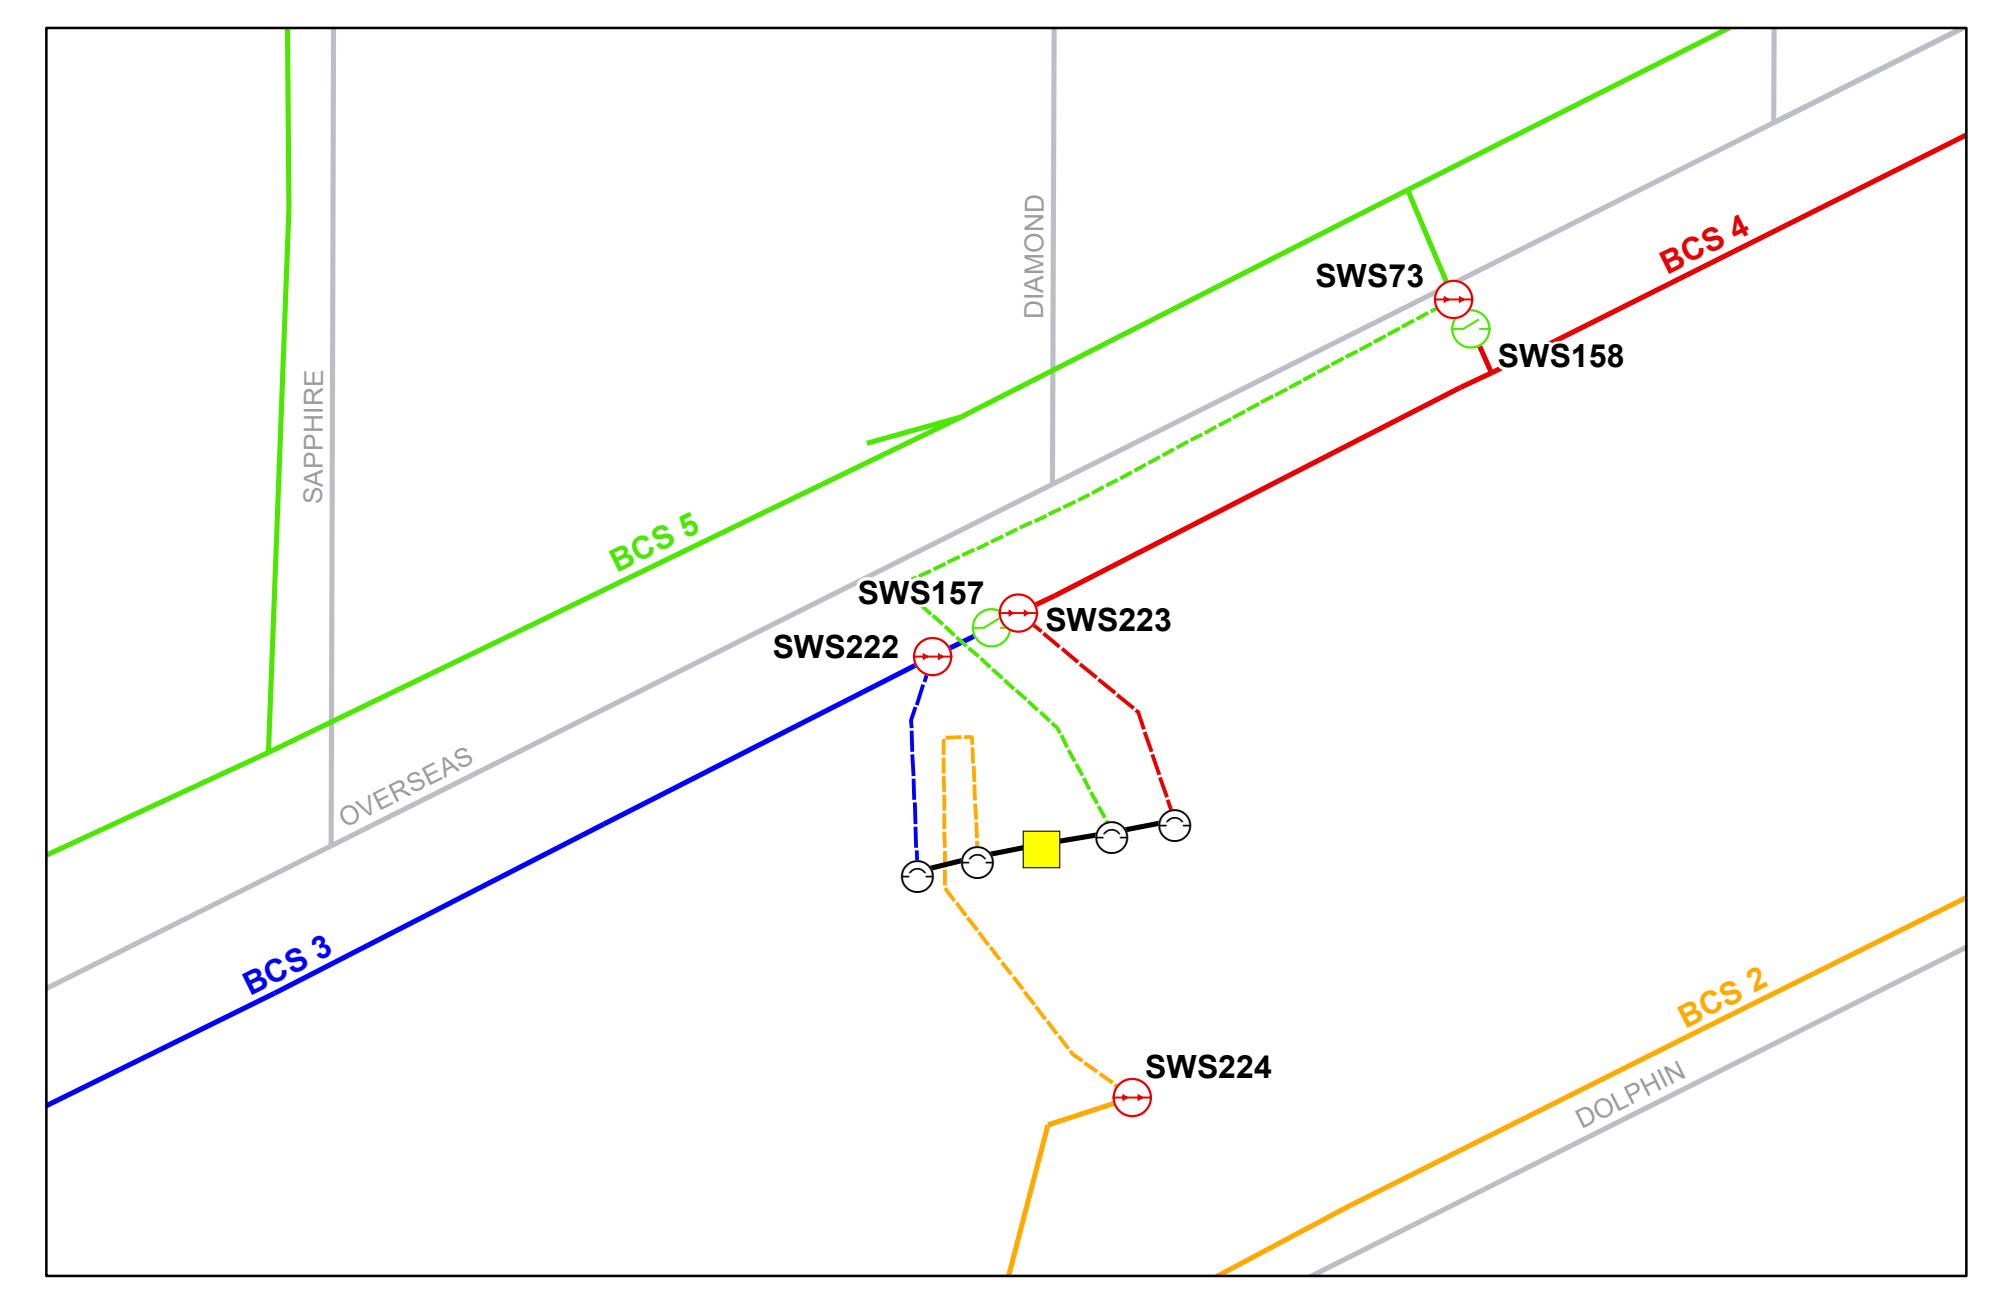 DIAMOND
BCS 4
SWS73
SWS158
SAPPHIRE
BCS 5
SWS157
SWS223
SWS222
OVERSEAS
BCS 3
BCS 2
SWS224
DOLPHIN